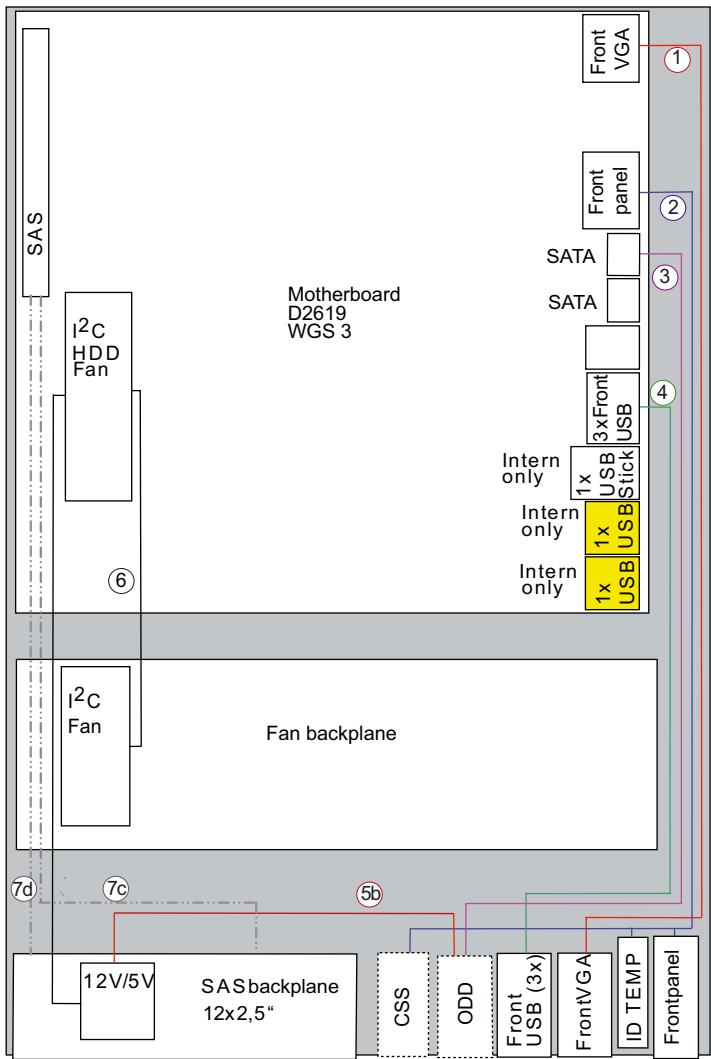 Front
VGA
1
Front
panel
2
SAS
SATA
3
Motherboard
D2619
WGS 3
SATA
I2C
HDD
Fan
4
3xFront
USB
Intern
only
1x
USB
Stick
Intern
only
1x
USB
Intern
only
1x
USB
6
I2C
Fan
Fan backplane
7d
7c
5b
12V/5V
SAS backplane
12x2,5“
CSS
ODD
Front
USB (3x)
FrontVGA
ID TEMP
Frontpanel